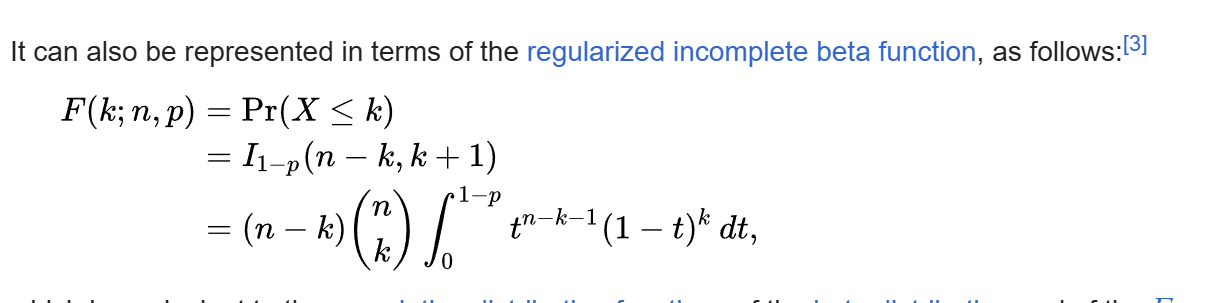 It can also be represented in terms of the regularized incomplete beta function, as follows:[3]
F(k; n, p) = Pr(X ≤ k)
= I_{1−p}(n − k, k + 1)
= (n − k) \binom{n}{k} ∫_0^{1−p} t^{n−k−1}(1 − t)^k dt,